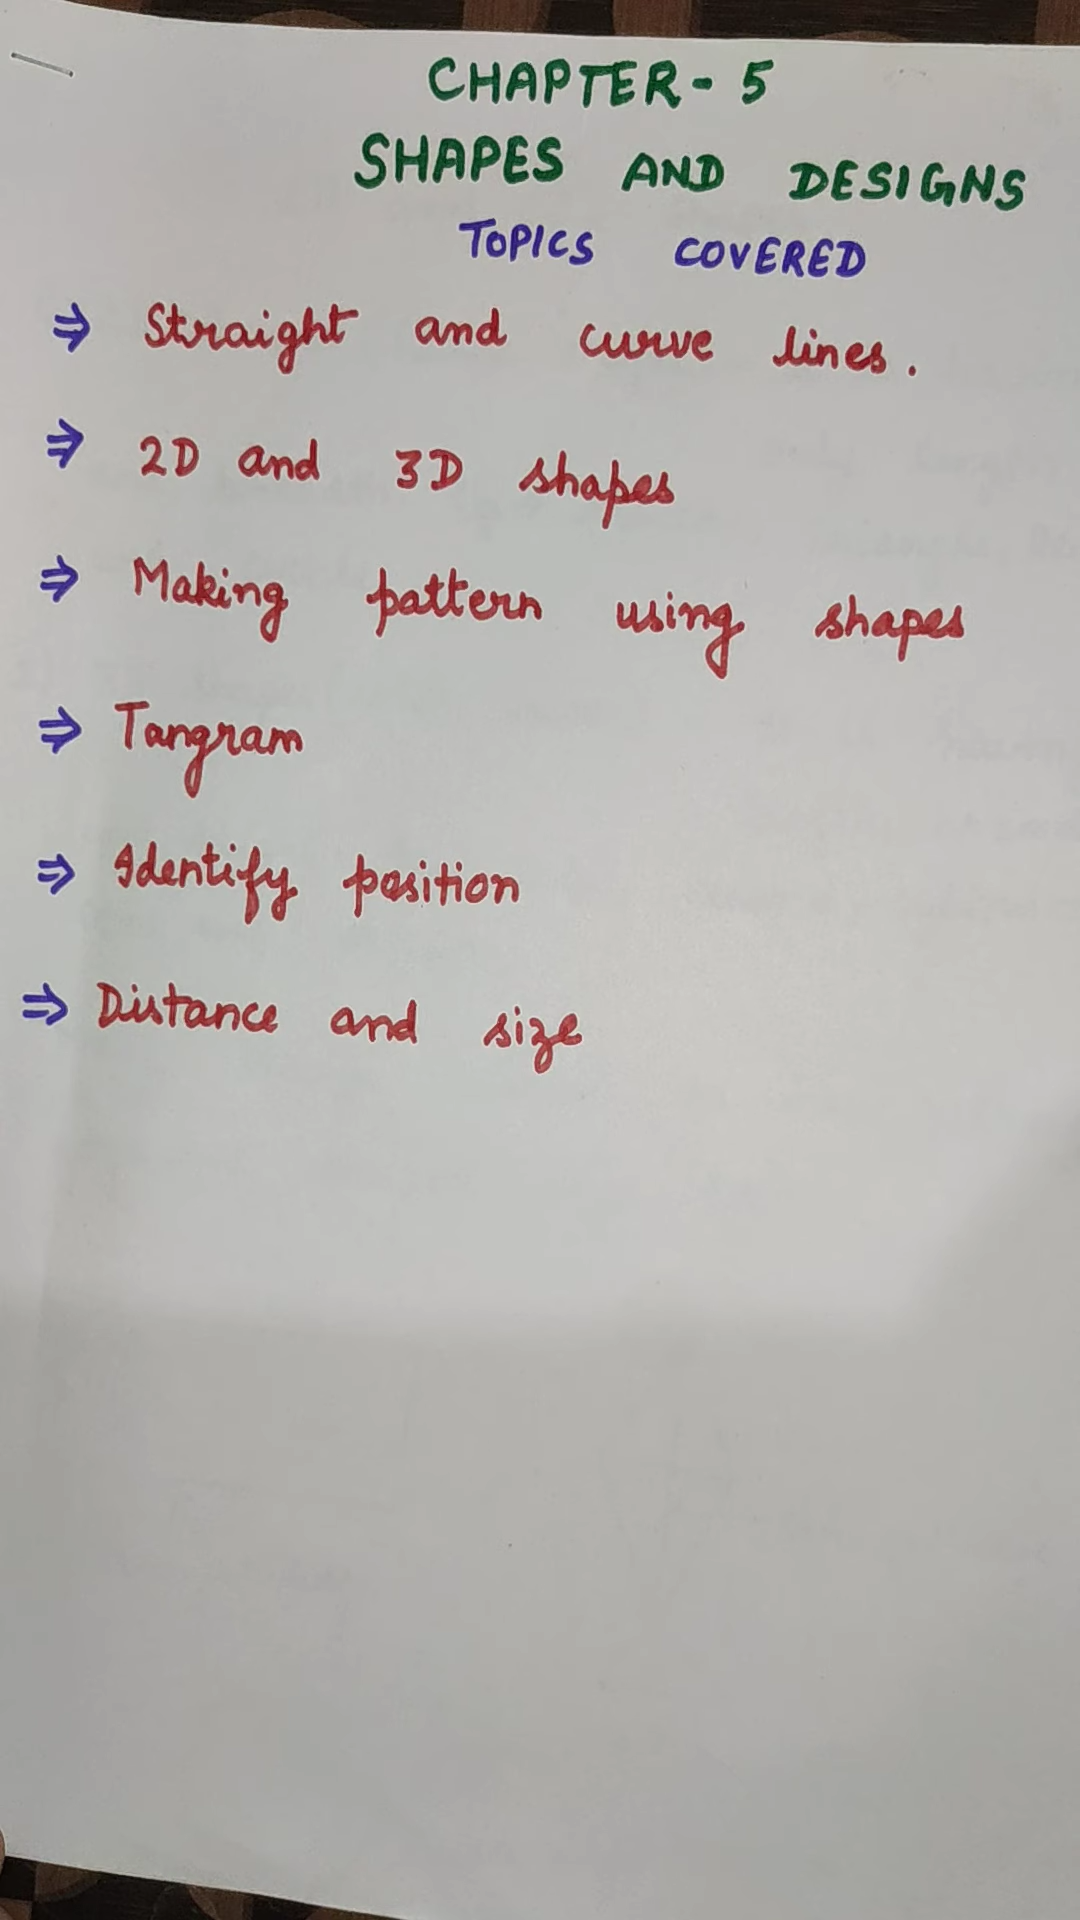 CHAPTER- 5
SHAPES AND DESIGNS
TOPICS COVERED
⇒ Straight and curve lines.
⇒ 2D and 3D shapes
⇒ Making pattern using shapes
⇒ Tangram
⇒ Identify position
⇒ Distance and size